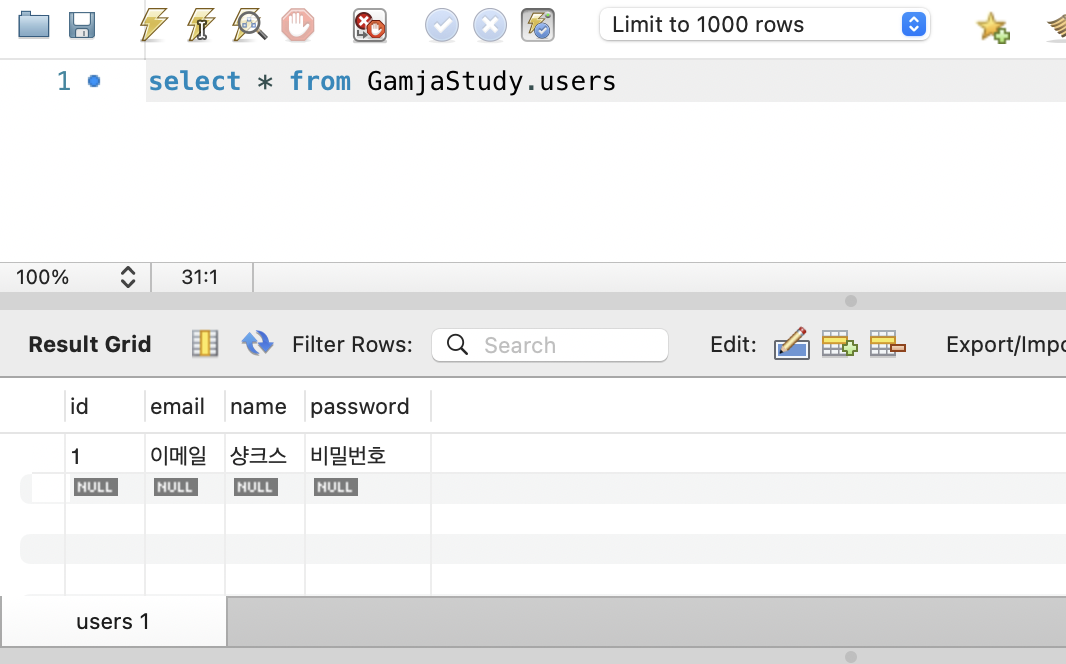 Limit to 1000 rows
1 select * from GamjaStudy.users
100% 31:1
Result Grid Filter Rows: Search Edit: Export/Impo
id email name password
1 이메일 샹크스 비밀번호
NULL NULL NULL NULL
users 1